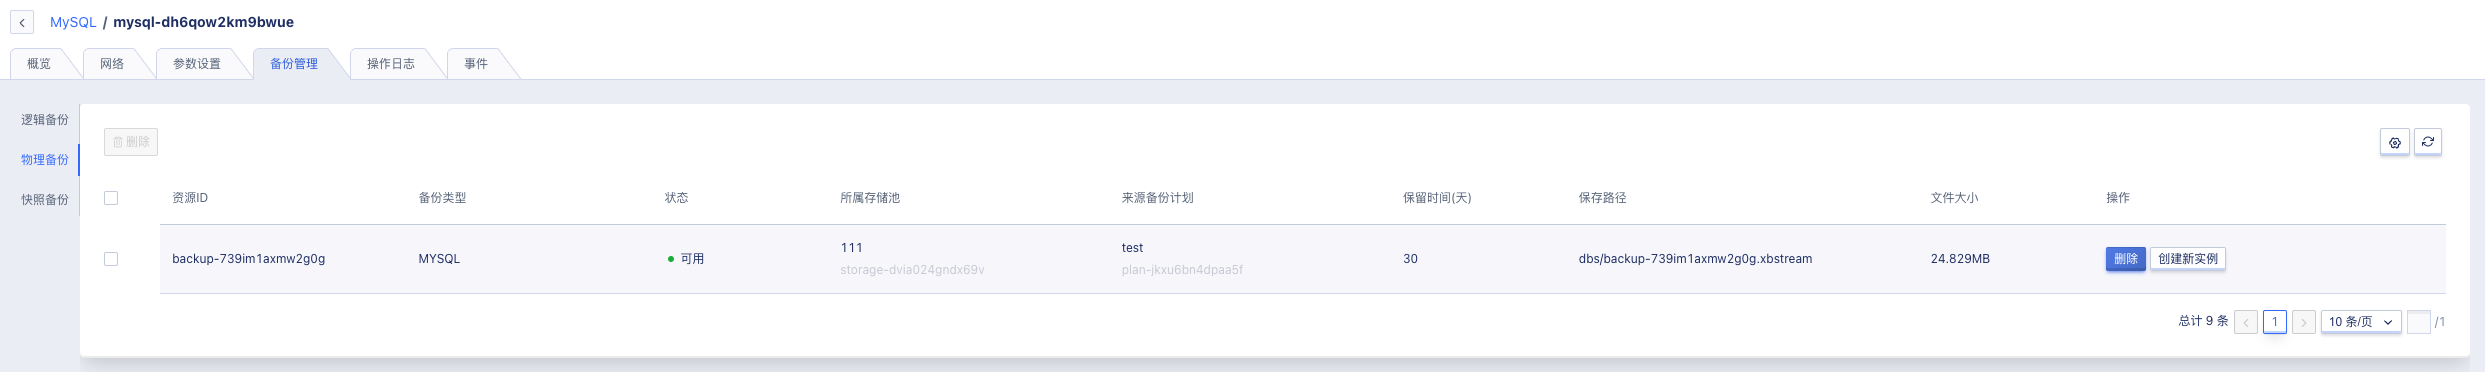 MySQL / mysql-dh6qow2km9bwue
概览 网络 参数设置 备份管理 操作日志 事件
逻辑备份
物理备份
快照备份
删除
资源ID 备份类型 状态 所属存储池 来源备份计划 保留时间(天) 保存路径 文件大小 操作
backup-739im1axmw2g0g MYSQL 可用 111 test 30 dbs/backup-739im1axmw2g0g.xbstream 24.829MB 删除 创建新实例
storage-dvia024gndx69v plan-jkxu6bn4dpaa5f
总计 9 条 1 10 条/页 /1